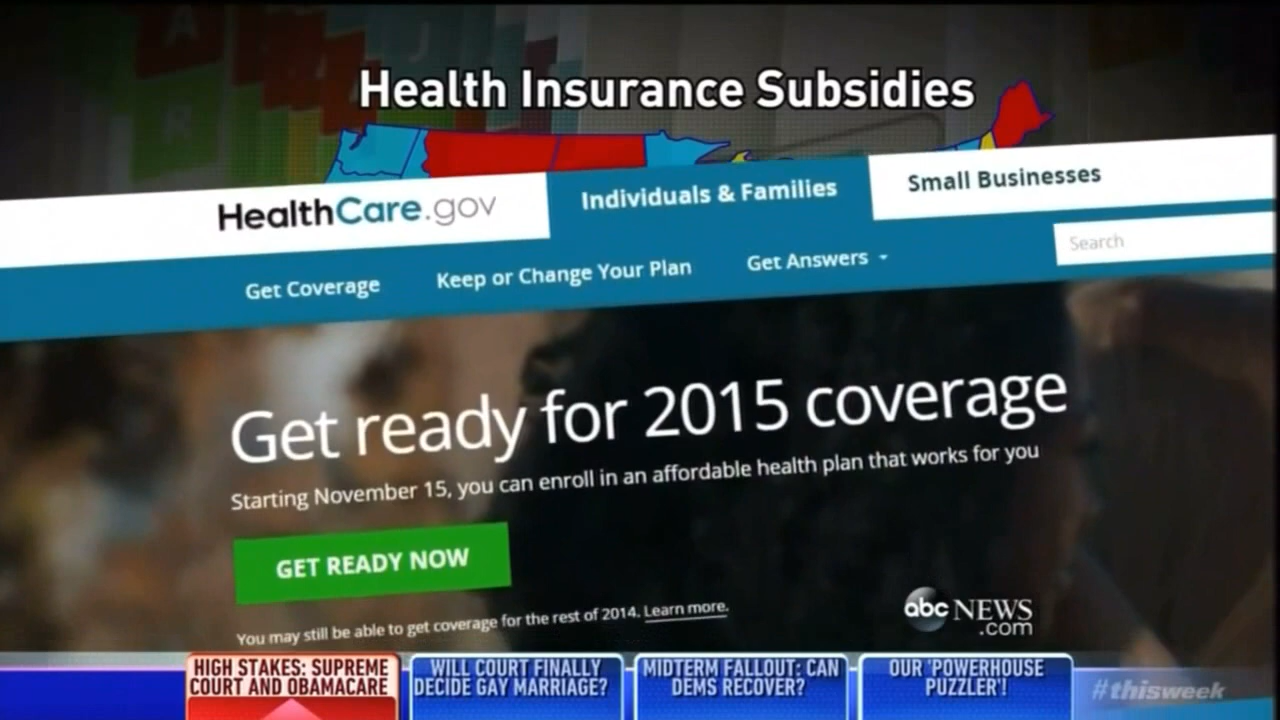 Health Insurance Subsidies
HealthCare.gov
Individuals & Families
Small Businesses
Get Coverage
Keep or Change Your Plan
Get Answers
Search
Get ready for 2015 coverage
Starting November 15, you can enroll in an affordable health plan that works for you
GET READY NOW
You may still be able to get coverage for the rest of 2014. Learn more.
abc NEWS
.com
HIGH STAKES: SUPREME
COURT AND OBAMACARE
WILL COURT FINALLY
DECIDE GAY MARRIAGE?
MIDTERM FALLOUT: CAN
DEMS RECOVER?
OUR 'POWERHOUSE
PUZZLER'!
#thisweek